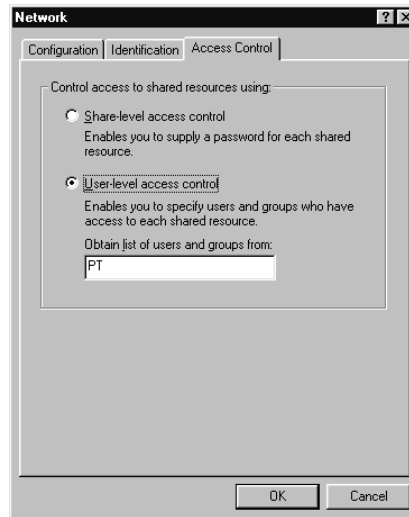 Network
Configuration Identification Access Control
Control access to shared resources using:
Share-level access control
Enables you to supply a password for each shared
resource.
User-level access control
Enables you to specify users and groups who have
access to each shared resource.
Obtain list of users and groups from:
PT
OK Cancel